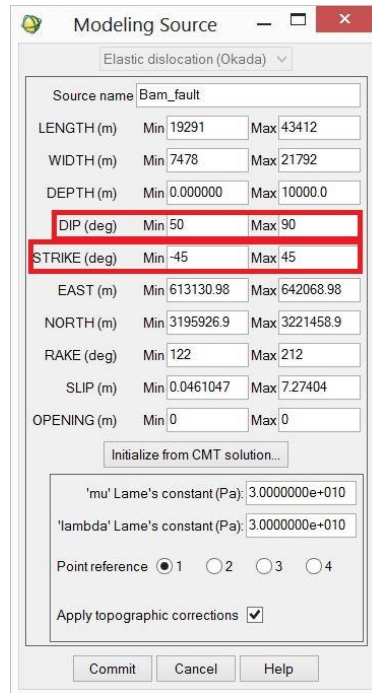 Modeling Source
Elastic dislocation (Okada)
Source name Bam_fault
LENGTH (m) Min 19291 Max 43412
WIDTH (m) Min 7478 Max 21792
DEPTH (m) Min 0.000000 Max 10000.0
DIP (deg) Min 50 Max 90
STRIKE (deg) Min -45 Max 45
EAST (m) Min 613130.98 Max 642068.98
NORTH (m) Min 3195926.9 Max 3221458.9
RAKE (deg) Min 122 Max 212
SLIP (m) Min 0.0461047 Max 7.27404
OPENING (m) Min 0 Max 0
Initialize from CMT solution...
'mu' Lame's constant (Pa): 3.0000000e+010
'lambda' Lame's constant (Pa): 3.0000000e+010
Point reference 1 2 3 4
Apply topographic corrections
Commit Cancel Help